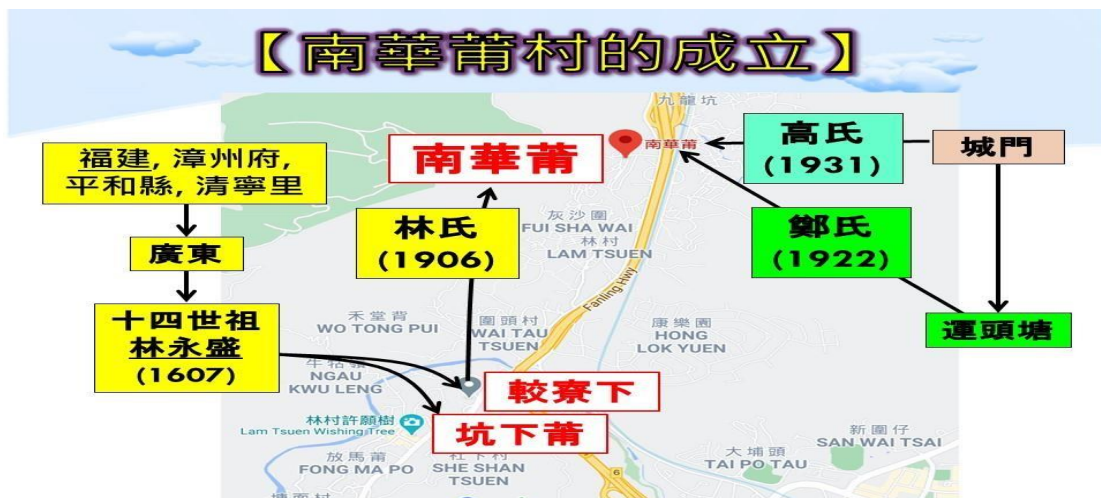 【南華莆村的成立】
九龍坑
南華莆
南華莆
高氏
(1931)
城門
福建, 漳州府,
平和縣, 清寧里
廣東
十四世祖
林永盛
(1607)
林氏
(1906)
灰沙圍
FUI SHA WAI
林村
LAM TSUEN
鄭氏
(1922)
運頭塘
Fanling Hwy
禾堂背
WO TONG PUI
圍頭村
WAI TAU
TSUEN
康樂園
HONG
LOK YUEN
NGAU
KWU LENG
較寮下
坑下莆
林村許願樹
Lam Tsuen Wishing Tree
放馬莆
FONG MA PO
社下村
SHE SHAN
TSUEN
6
大埔頭
TAI PO TAU
新圍仔
SAN WAI TSAI